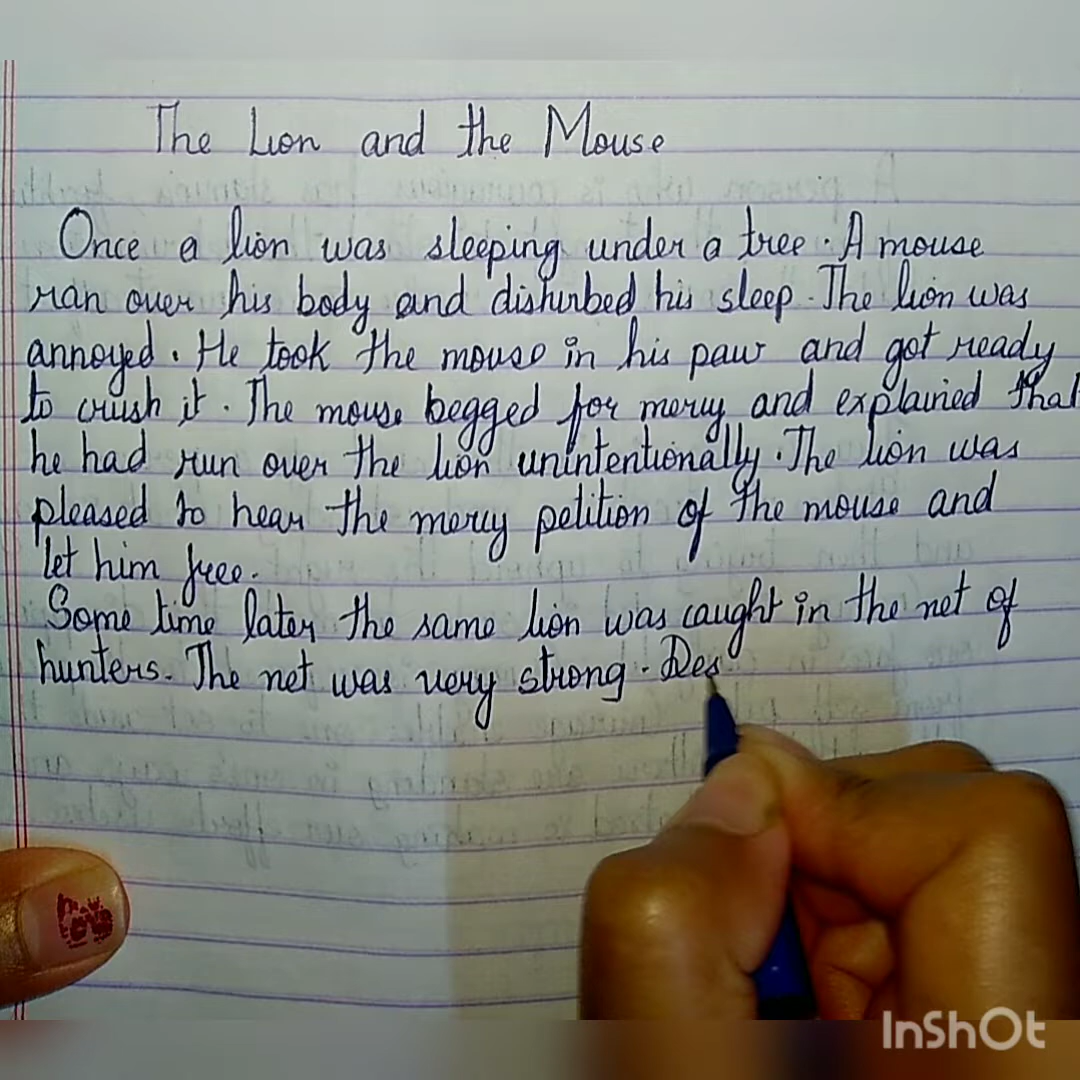 The Lion and the Mouse
Once a lion was sleeping under a tree. A mouse
ran over his body and disturbed his sleep. The lion was
annoyed. He took the mouse in his paw and got ready
to crush it. The mouse begged for mercy and explained that
he had run over the lion unintentionally. The lion was
pleased to hear the mercy petition of the mouse and
let him free.
Some time later the same lion was caught in the net of
hunters. The net was very strong. Des
InShOt